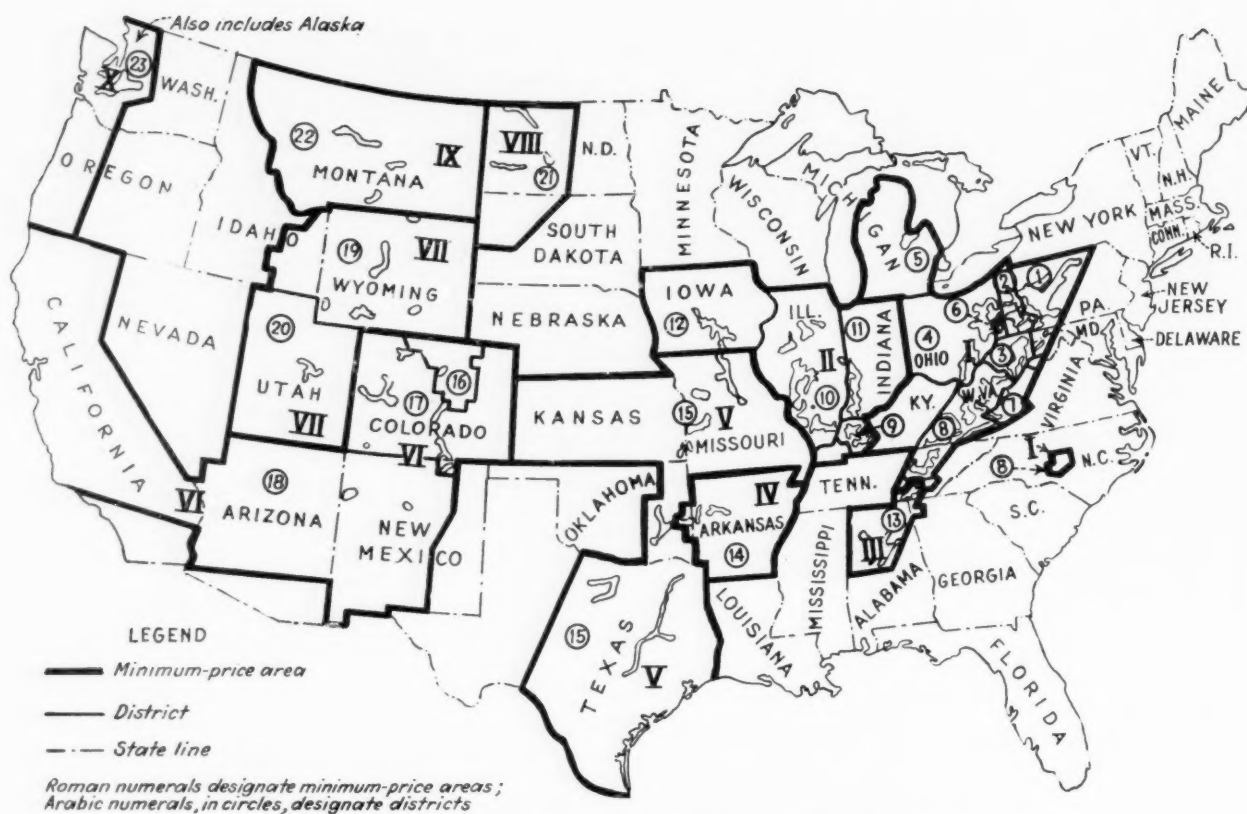 Also includes Alaska
23
X
WASH.
OREGON
IDAHO
22
MONTANA
IX
VIII
21
N.D.
SOUTH
DAKOTA
MINNESOTA
WISCONSIN
MICHIGAN
5
NEW YORK
VT.
N.H.
MAINE
MASS.
CONN.
R.I.
NEW
JERSEY
DELAWARE
PA.
MD.
VIRGINIA
1
2
3
6
4
OHIO
I
W.VA.
7
8
KY.
9
INDIANA
11
ILL.
II
10
IOWA
12
NEBRASKA
19
VII
WYOMING
20
UTAH
VII
NEVADA
CALIFORNIA
VI
16
17
COLORADO
VI
KANSAS
15
V
MISSOURI
18
ARIZONA
NEW
MEXICO
OKLAHOMA
IV
ARKANSAS
14
TENN.
8
I
N.C.
S.C.
13
III
MISSISSIPPI
ALABAMA
GEORGIA
FLORIDA
LOUISIANA
15
TEXAS
V
LEGEND
Minimum-price area
District
State line
Roman numerals designate minimum-price areas;
Arabic numerals, in circles, designate districts